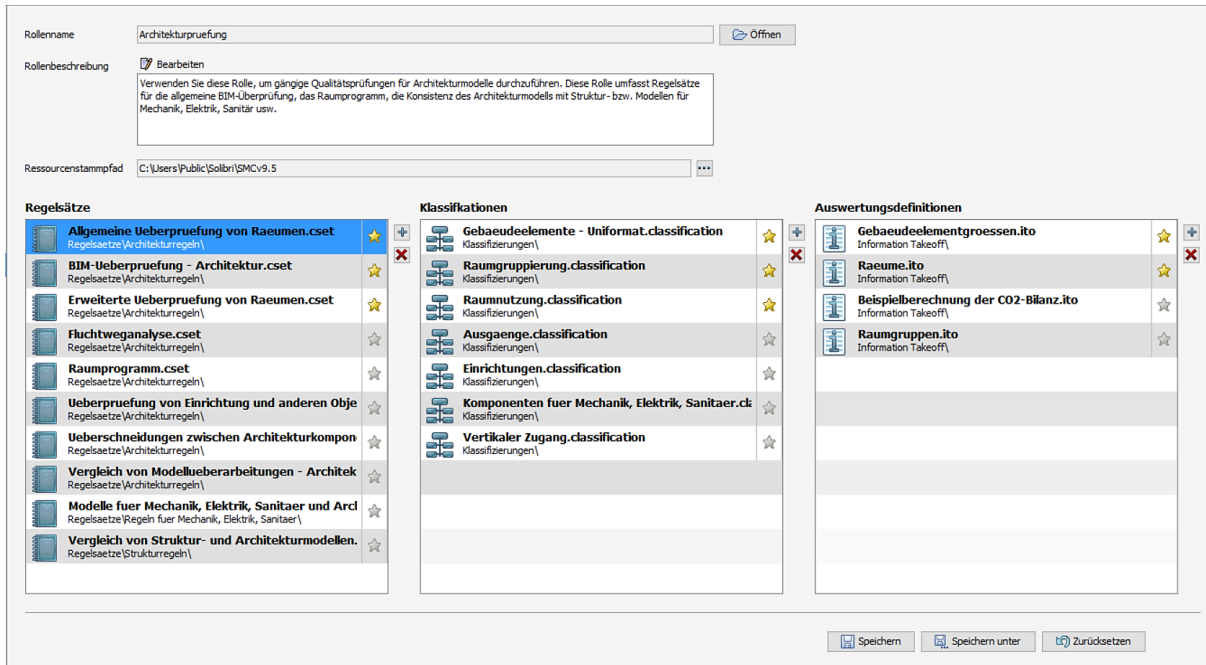 Rollenname
Architekturpruefung
Öffnen
Rollenbeschreibung
Bearbeiten
Verwenden Sie diese Rolle, um gängige Qualitätsprüfungen für Architekturmodelle durchzuführen. Diese Rolle umfasst Regelsätze
für die allgemeine BIM-Überprüfung, das Raumprogramm, die Konsistenz des Architekturmodells mit Struktur- bzw. Modellen für
Mechanik, Elektrik, Sanitär usw.
Ressourcenstammpfad
C:\Users\Public\Solibri\SMCv9.5
Regelsätze
Allgemeine Ueberpruefung von Raeumen.cset
Regelsaetze\Architekturregeln\
BIM-Ueberpruefung - Architektur.cset
Regelsaetze\Architekturregeln\
Erweiterte Ueberpruefung von Raeumen.cset
Regelsaetze\Architekturregeln\
Fluchtweganalyse.cset
Regelsaetze\Architekturregeln\
Raumprogramm.cset
Regelsaetze\Architekturregeln\
Ueberpruefung von Einrichtung und anderen Obje
Regelsaetze\Architekturregeln\
Ueberschneidungen zwischen Architekturkompon
Regelsaetze\Architekturregeln\
Vergleich von Modellueberarbeitungen - Architek
Regelsaetze\Architekturregeln\
Modelle fuer Mechanik, Elektrik, Sanitaer und Arcl
Regelsaetze\Regeln fuer Mechanik, Elektrik, Sanitaer\
Vergleich von Struktur- und Architekturmodellen.
Regelsaetze\Strukturregeln\
Klassifkationen
Gebaeudeelemente - Uniformat.classification
Klassifizierungen\
Raumgruppierung.classification
Klassifizierungen\
Raumnutzung.classification
Klassifizierungen\
Ausgaenge.classification
Klassifizierungen\
Einrichtungen.classification
Klassifizierungen\
Komponenten fuer Mechanik, Elektrik, Sanitaer.cla
Klassifizierungen\
Vertikaler Zugang.classification
Klassifizierungen\
Auswertungsdefinitionen
Gebaeudeelementgroessen.ito
Information Takeoff\
Raeume.ito
Information Takeoff\
Beispielberechnung der CO2-Bilanz.ito
Information Takeoff\
Raumgruppen.ito
Information Takeoff\
Speichern
Speichern unter
Zurücksetzen